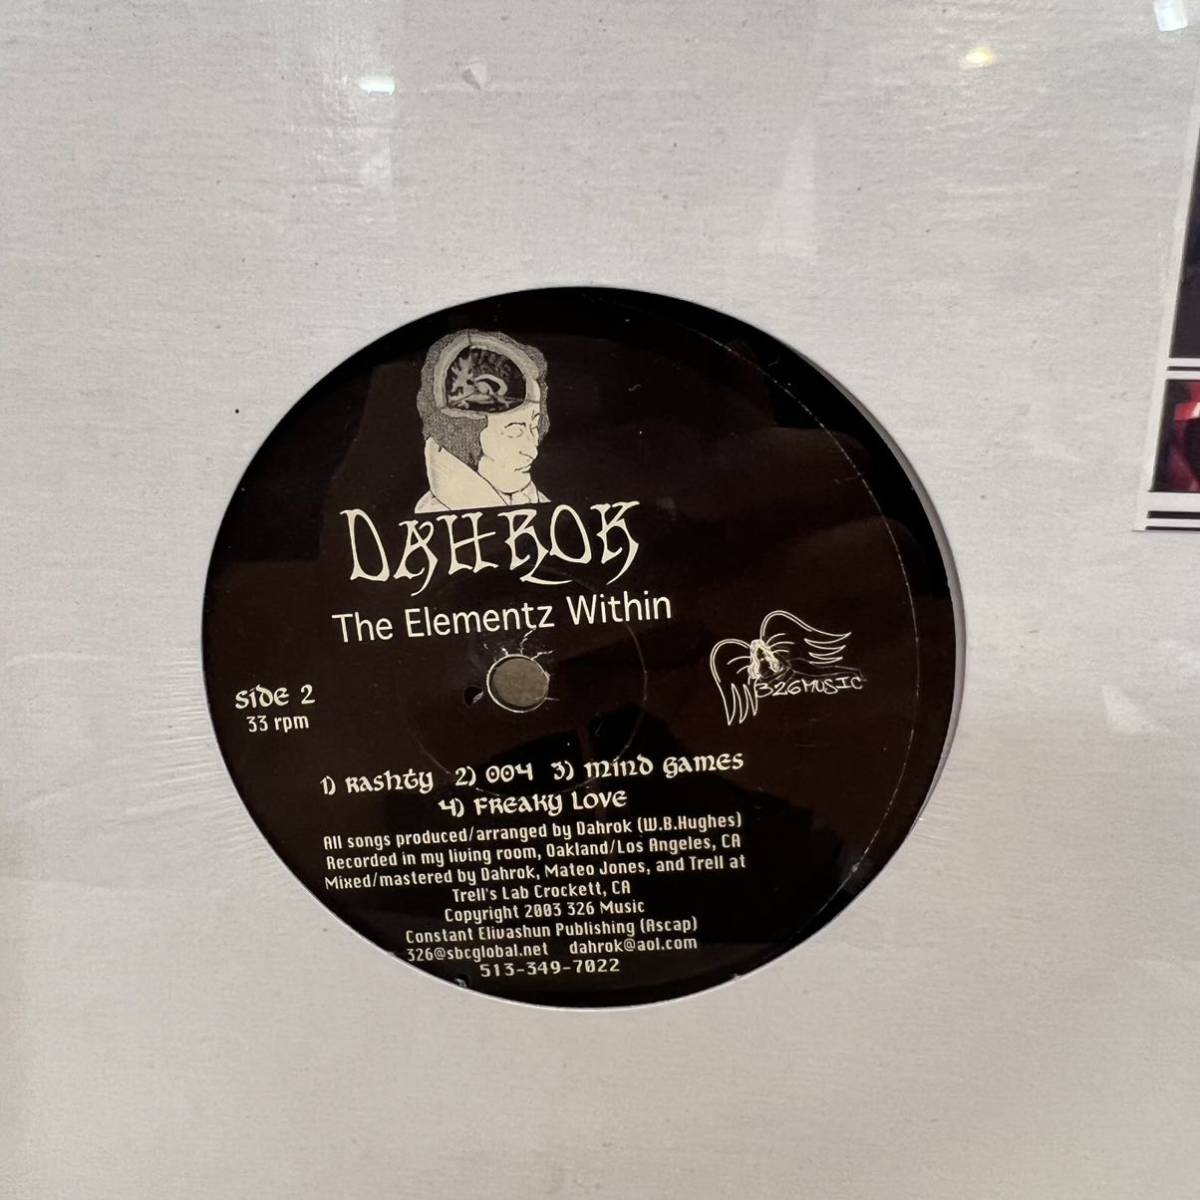 DAHROK
The Elementz Within
326MUSIC
Side 2
33 rpm
1) Rashty 2) 004 3) Mind Games
4) Freaky Love
All songs produced/arranged by Dahrok (W.B.Hughes)
Recorded in my living room, Oakland/Los Angeles, CA
Mixed/mastered by Dahrok, Mateo Jones, and Trell at
Trell's Lab Crockett, CA
Copyright 2003 326 Music
Constant Elivashun Publishing (Ascap)
326@sbcglobal.net dahrok@aol.com
513-349-7022